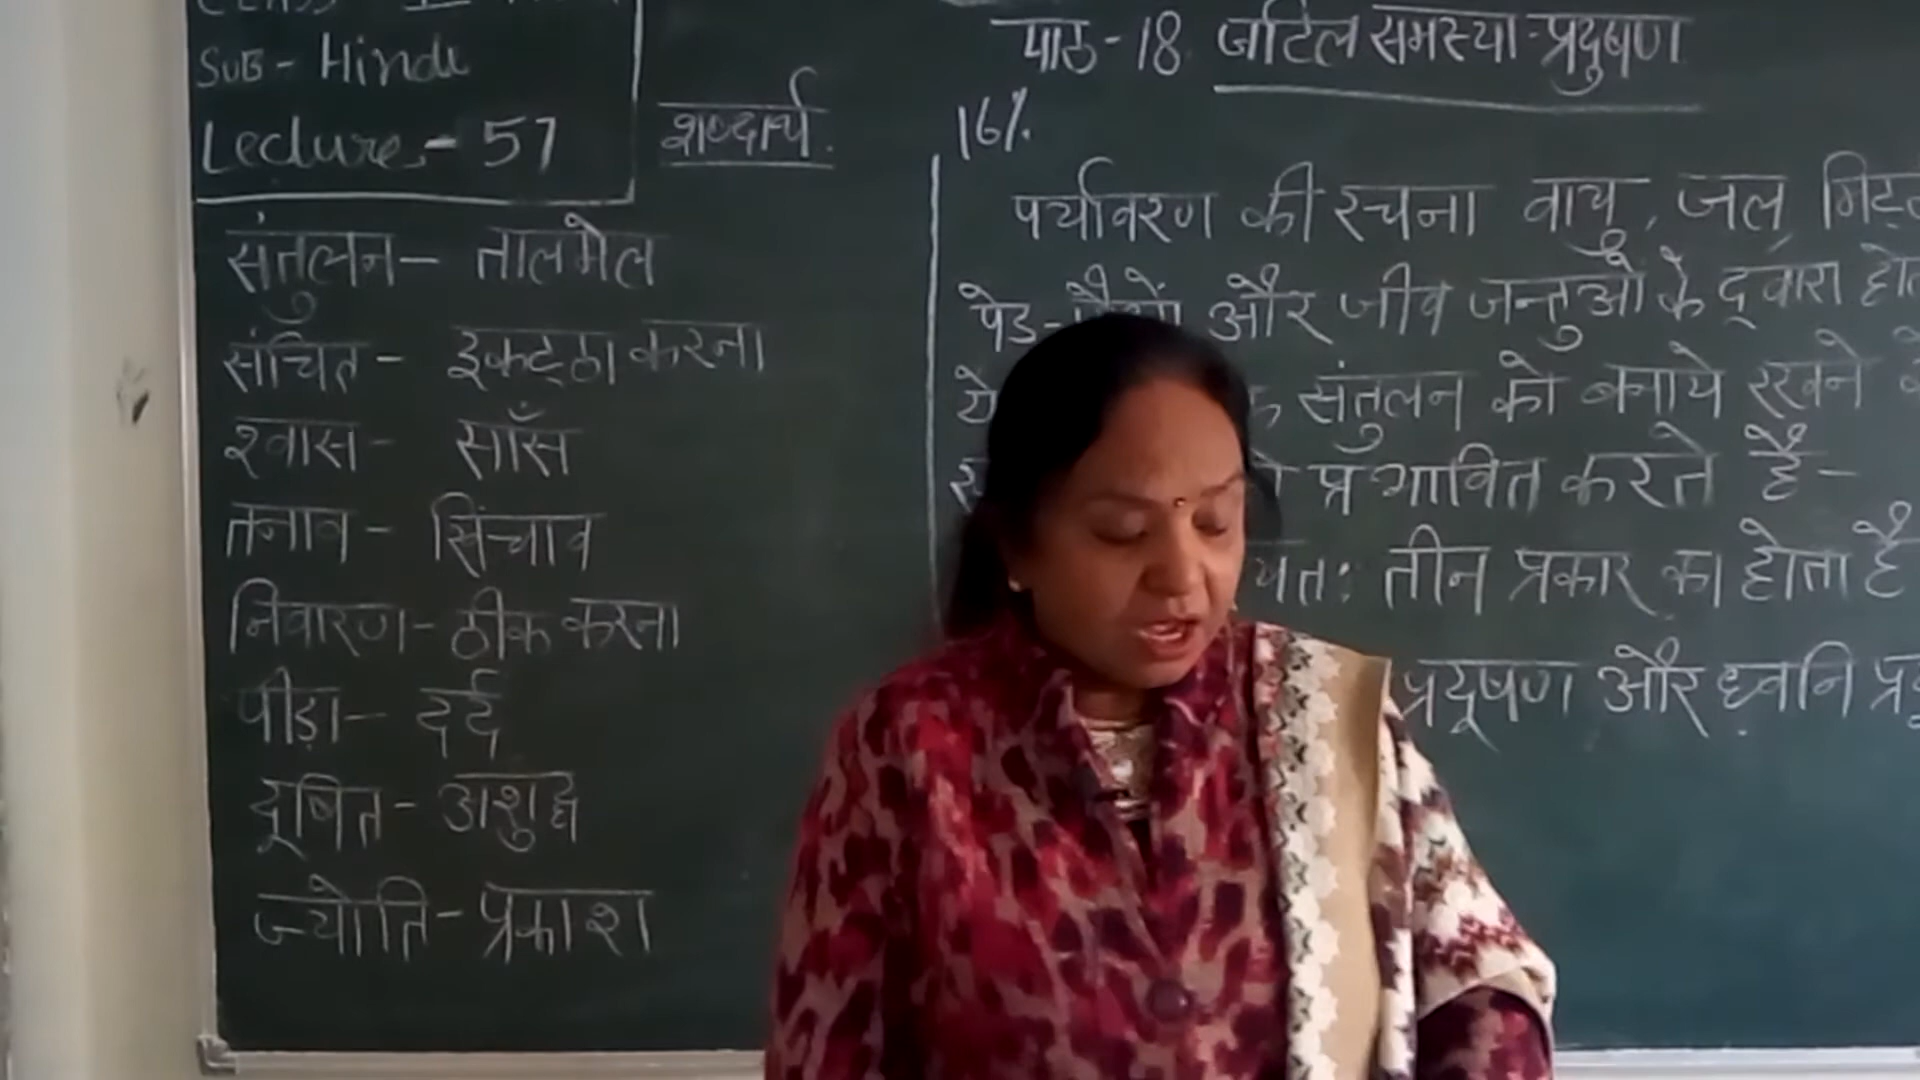 Sub - Hindi
Lecture - 57
शब्दार्थ
संतुलन - तालमेल
संचित - इकट्ठा करना
श्वास - साँस
तनाव - खिंचाव
निवारण - ठीक करना
पीड़ा - दर्द
दूषित - अशुद्ध
ज्योति - प्रकाश
पाठ - 18 जटिल समस्या - प्रदूषण
16%
पर्यावरण की रचना वायु, जल,
पेड़- और जीव जन्तुओं के द्वारा
ये संतुलन को बनाये रखने
प्रभावित करते है -
तीन प्रकार का होता है
प्रदूषण और ध्वनि